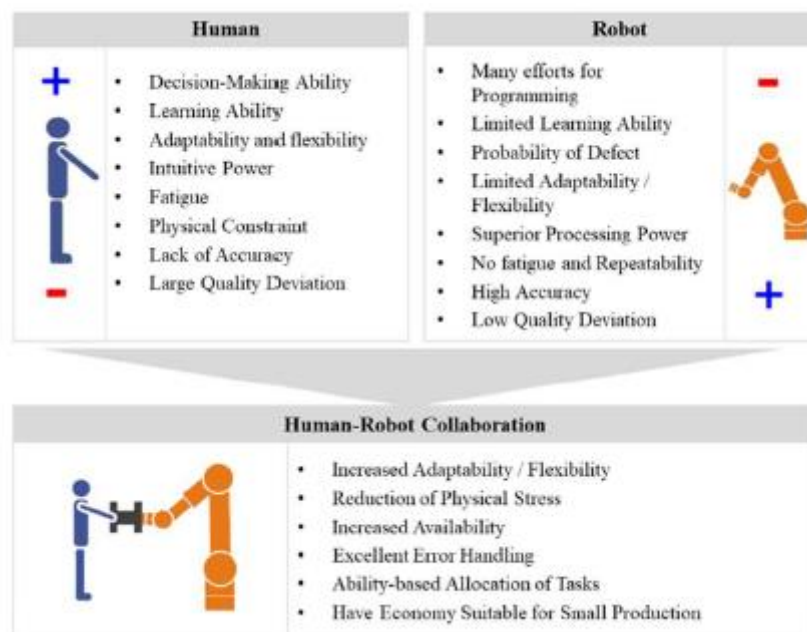 Human
+
• Decision-Making Ability
• Learning Ability
• Adaptability and flexibility
• Intuitive Power
• Fatigue
• Physical Constraint
• Lack of Accuracy
• Large Quality Deviation
-
Robot
• Many efforts for
Programming
• Limited Learning Ability
• Probability of Defect
• Limited Adaptability /
Flexibility
• Superior Processing Power
• No fatigue and Repeatability
• High Accuracy
• Low Quality Deviation
-
+
Human-Robot Collaboration
• Increased Adaptability / Flexibility
• Reduction of Physical Stress
• Increased Availability
• Excellent Error Handling
• Ability-based Allocation of Tasks
• Have Economy Suitable for Small Production